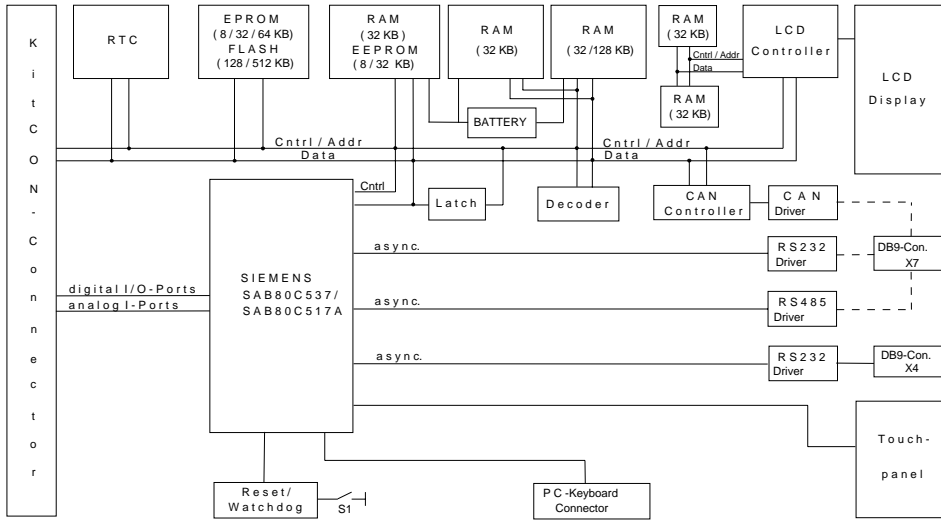 KitCON-Connector
RTC
EPROM
(8/32/64 KB)
FLASH
(128/512 KB)
RAM
(32 KB)
EEPROM
(8/32 KB)
RAM
(32 KB)
RAM
(32/128 KB)
RAM
(32 KB)
Cntrl/Addr
Data
RAM
(32 KB)
LCD
Controller
LCD
Display
BATTERY
Cntrl/Addr
Data
Cntrl/Addr
Data
Cntrl
Latch
Decoder
CAN
Controller
CAN
Driver
async.
RS232
Driver
DB9-Con.
X7
SIEMENS
SAB80C537/
SAB80C517A
digital I/O-Ports
analog I-Ports
async.
RS485
Driver
async.
RS232
Driver
DB9-Con.
X4
Touch-
panel
Reset/
Watchdog
S1
PC-Keyboard
Connector